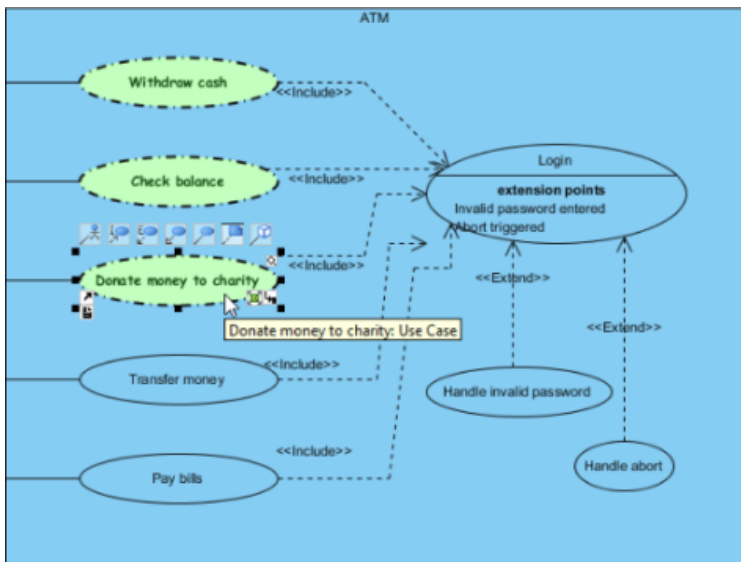 ATM
Withdraw cash
<<Include>>
Check balance
<<Include>>
Login
extension points
Invalid password entered
Abort triggered
<<Include>>
Donate money to charity
Donate money to charity: Use Case
<<Extend>>
<<Extend>>
<<Include>>
Transfer money
Handle invalid password
<<Include>>
Pay bills
Handle abort